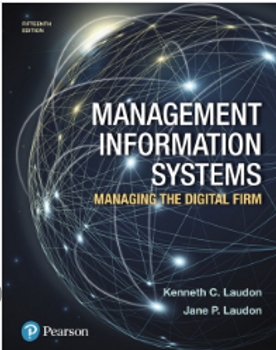 FIFTEENTH
EDITION
MANAGEMENT
INFORMATION
SYSTEMS
MANAGING THE DIGITAL FIRM
Kenneth C. Laudon
Jane P. Laudon
P Pearson